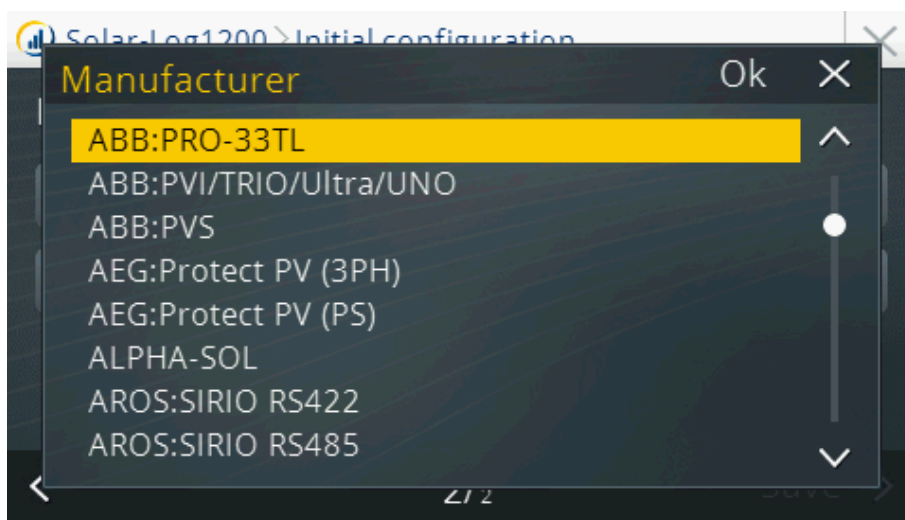 Solar-Log1200 > Initial configuration
Manufacturer Ok
ABB:PRO-33TL
ABB:PVI/TRIO/Ultra/UNO
ABB:PVS
AEG:Protect PV (3PH)
AEG:Protect PV (PS)
ALPHA-SOL
AROS:SIRIO RS422
AROS:SIRIO RS485
2/2 Save